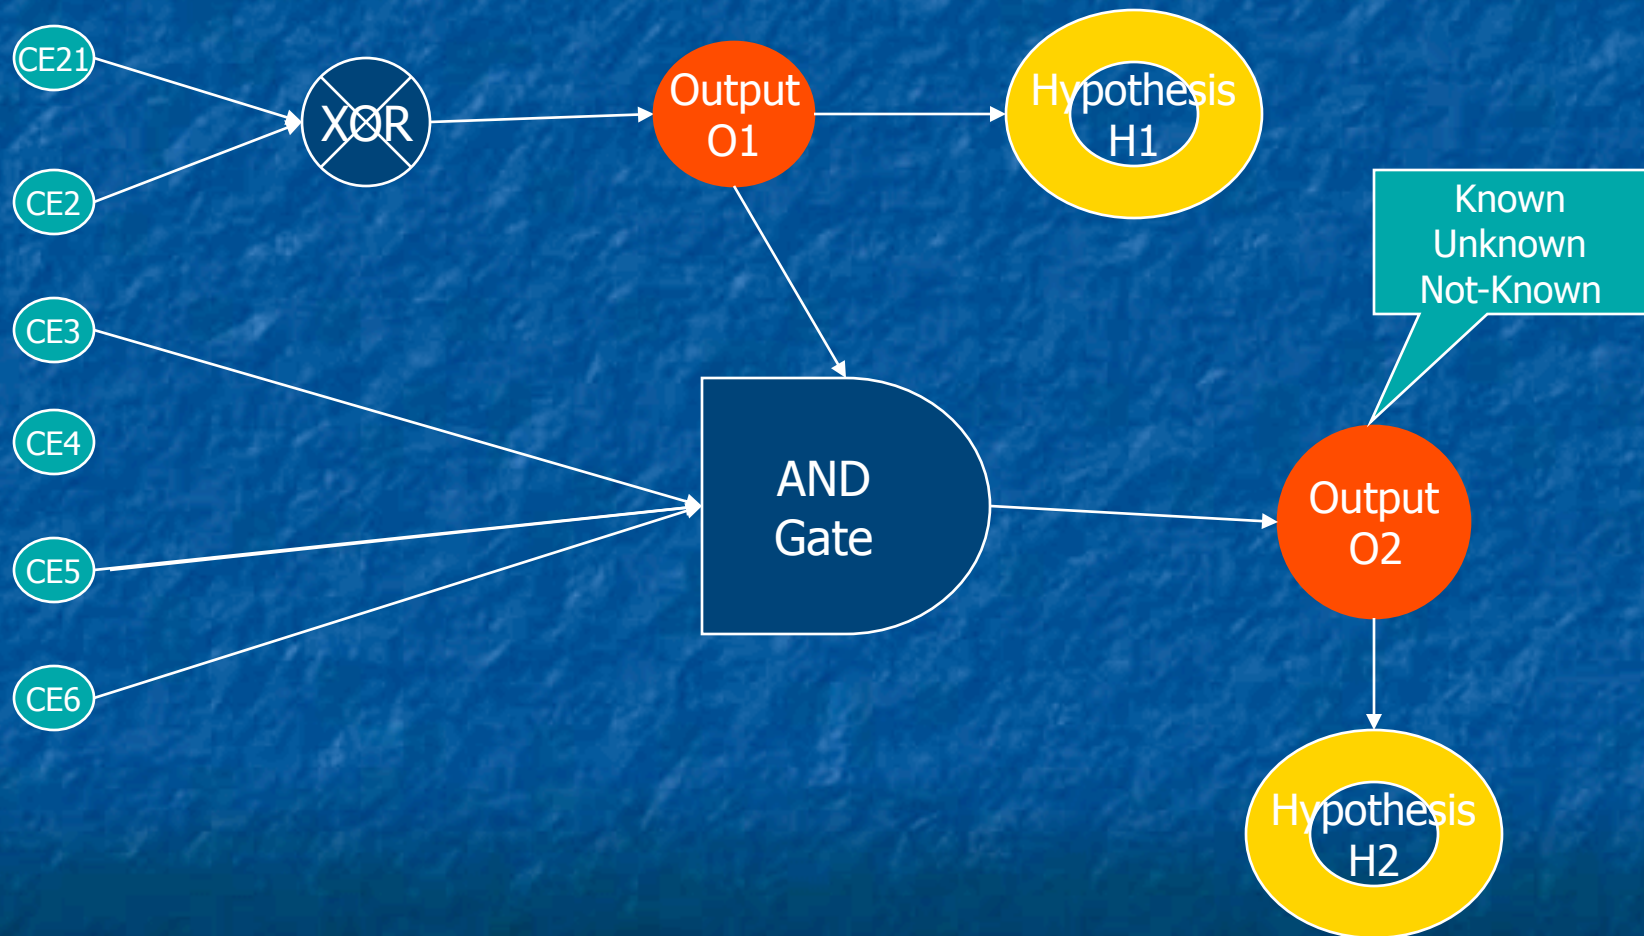 CE21
XOR
Output
O1
Hypothesis
H1
CE2
Known
Unknown
Not-Known
CE3
CE4
AND
Gate
Output
O2
CE5
CE6
Hypothesis
H2